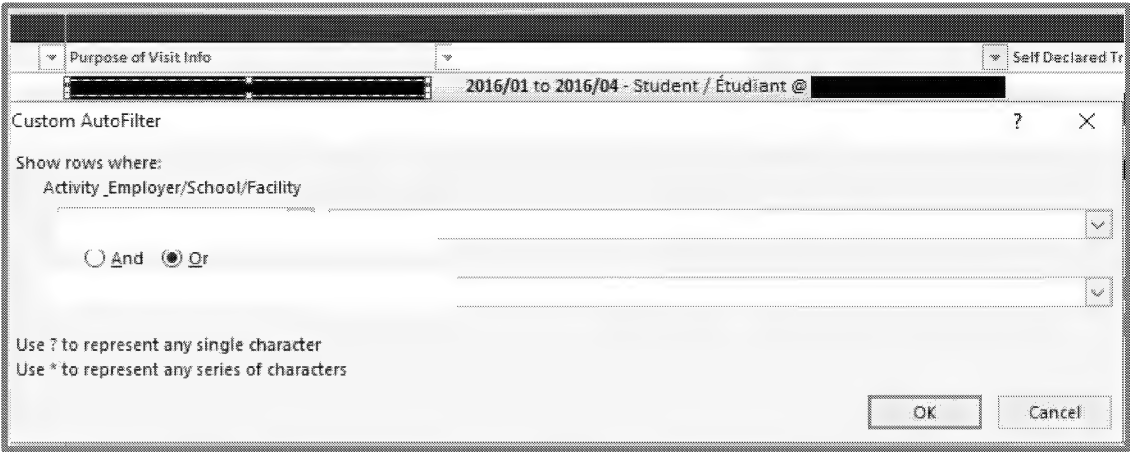 Purpose of Visit Info Self Declared Tr
2016/01 to 2016/04 - Student / Étudiant @
Custom AutoFilter ?
Show rows where:
Activity _Employer/School/Facility
And Or
Use ? to represent any single character
Use * to represent any series of characters
OK Cancel